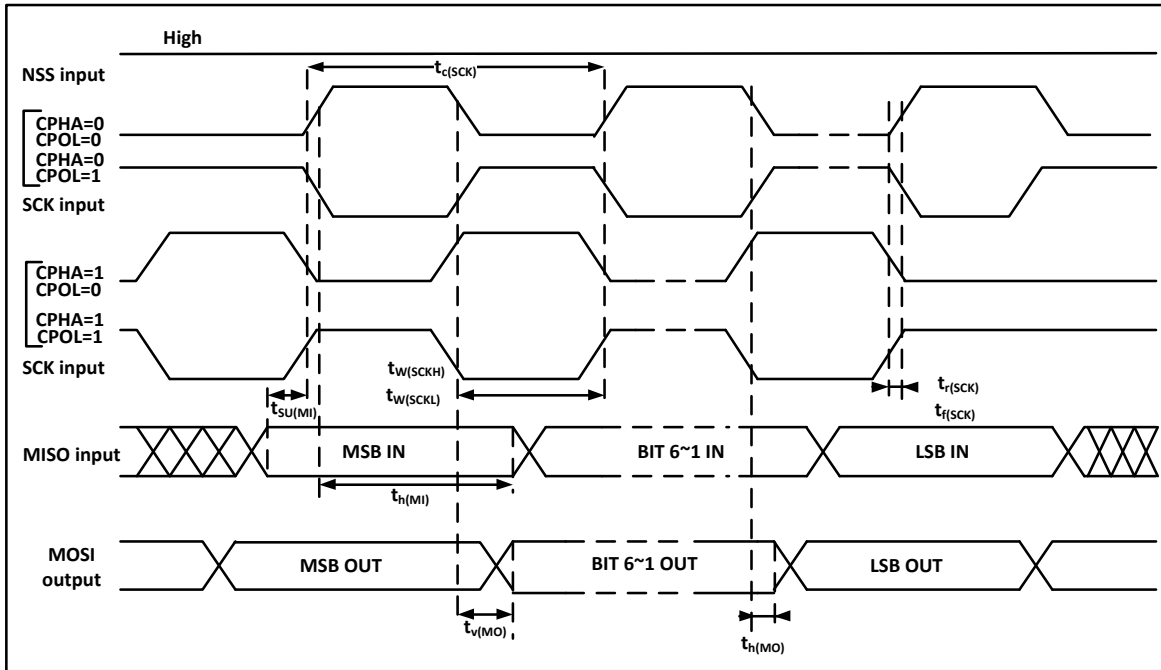 High
NSS input
tc(SCK)
CPHA=0
CPOL=0
CPHA=0
CPOL=1
SCK input
CPHA=1
CPOL=0
CPHA=1
CPOL=1
SCK input
tW(SCKH)
tW(SCKL)
tr(SCK)
tf(SCK)
tSU(MI)
MISO input
MSB IN
BIT 6~1 IN
LSB IN
th(MI)
MOSI
output
MSB OUT
BIT 6~1 OUT
LSB OUT
tv(MO)
th(MO)